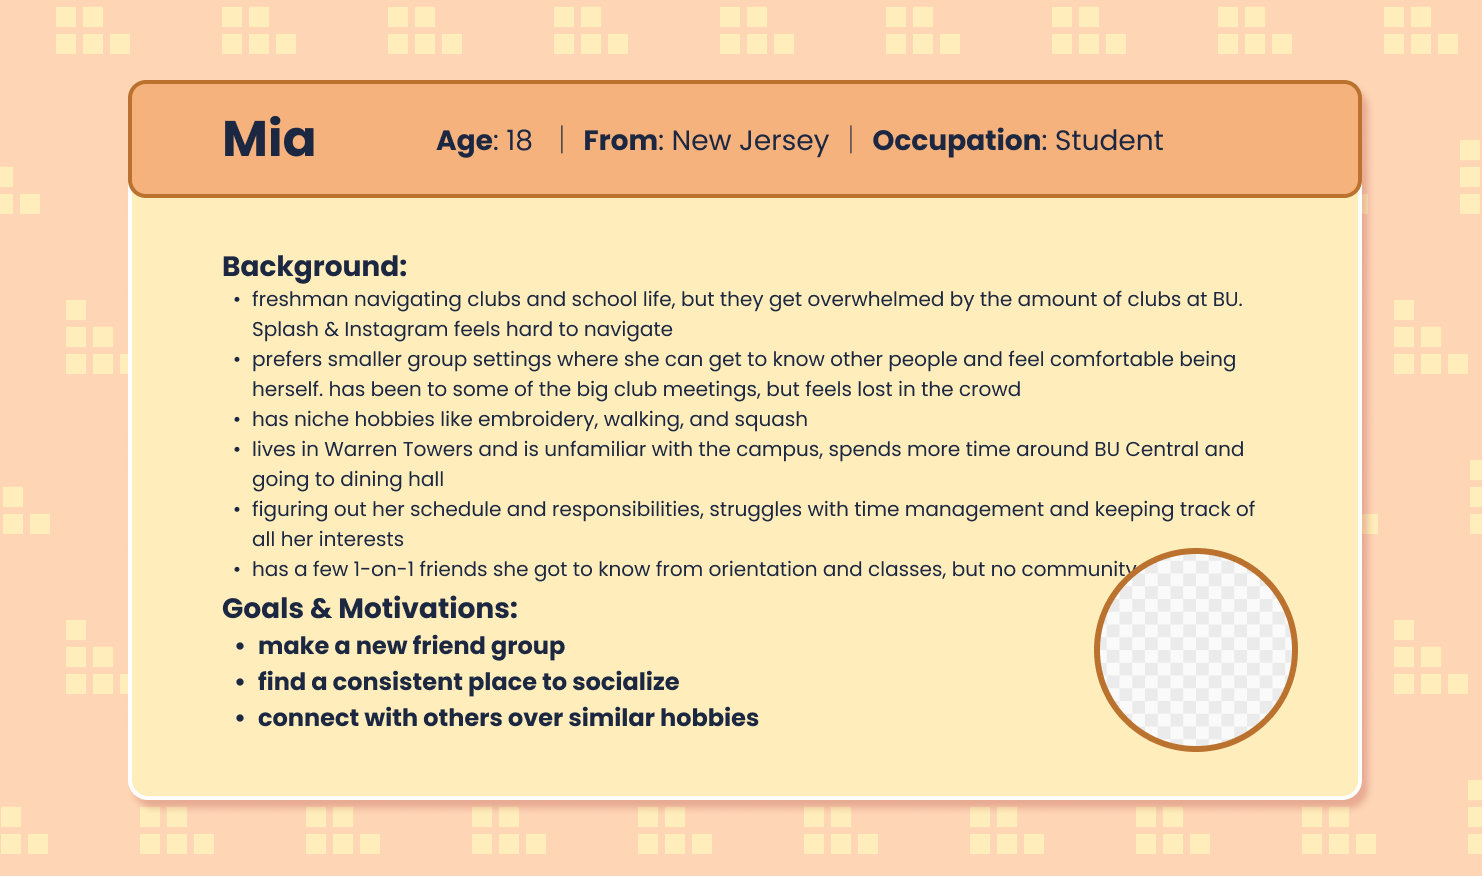 Mia
Age: 18 | From: New Jersey | Occupation: Student
Background:
• freshman navigating clubs and school life, but they get overwhelmed by the amount of clubs at BU.
Splash & Instagram feels hard to navigate
• prefers smaller group settings where she can get to know other people and feel comfortable being
herself. has been to some of the big club meetings, but feels lost in the crowd
• has niche hobbies like embroidery, walking, and squash
• lives in Warren Towers and is unfamiliar with the campus, spends more time around BU Central and
going to dining hall
• figuring out her schedule and responsibilities, struggles with time management and keeping track of
all her interests
• has a few 1-on-1 friends she got to know from orientation and classes, but no community
Goals & Motivations:
• make a new friend group
• find a consistent place to socialize
• connect with others over similar hobbies